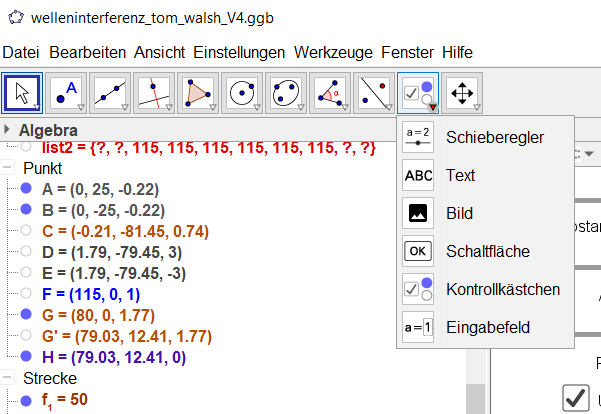 welleninterferenz_tom_walsh_V4.ggb
Datei Bearbeiten Ansicht Einstellungen Werkzeuge Fenster Hilfe
A
α
a=2 Schieberegler
ABC Text
Bild
OK Schaltfläche
Kontrollkästchen
a=1 Eingabefeld
Algebra
list2 = {?, ?, 115, 115, 115, 115, 115, 115, ?, ?}
Punkt
A = (0, 25, -0.22)
B = (0, -25, -0.22)
C = (-0.21, -81.45, 0.74)
D = (1.79, -79.45, 3)
E = (1.79, -79.45, -3)
F = (115, 0, 1)
G = (80, 0, 1.77)
G' = (79.03, 12.41, 1.77)
H = (79.03, 12.41, 0)
Strecke
f₁ = 50